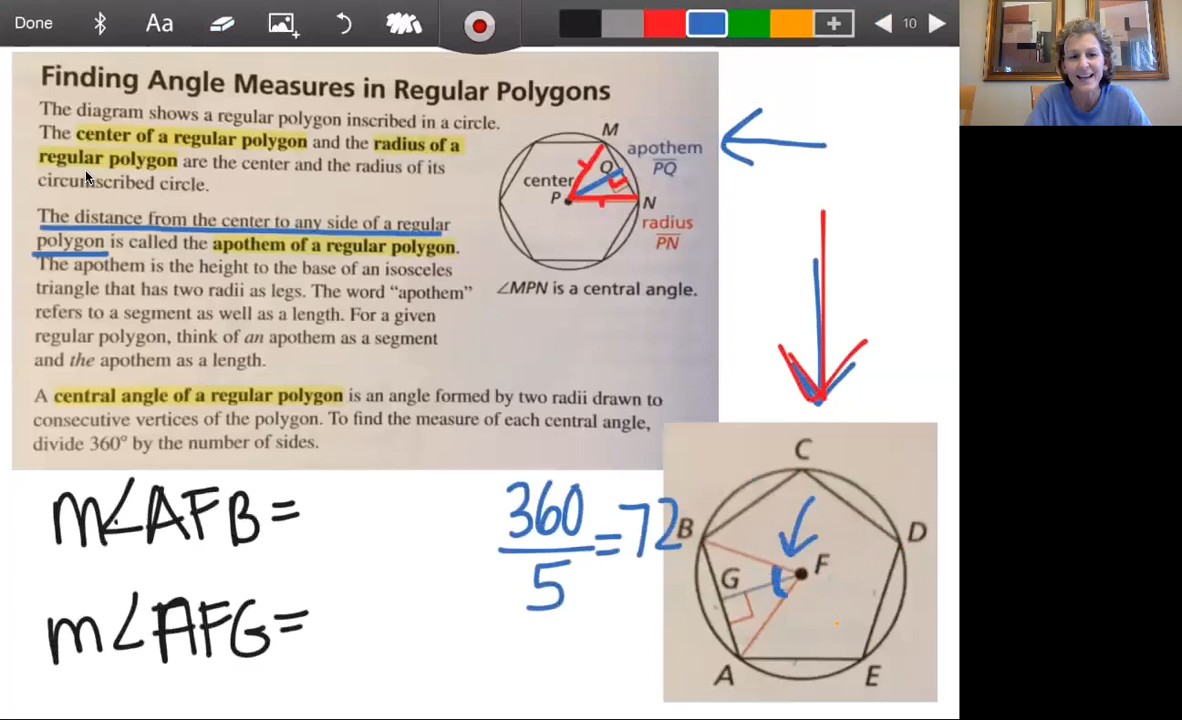 Done
Aa
10
Finding Angle Measures in Regular Polygons
The diagram shows a regular polygon inscribed in a circle.
The center of a regular polygon and the radius of a
regular polygon are the center and the radius of its
circumscribed circle.
M
apothem
PQ
Q
center
P
N
radius
PN
∠MPN is a central angle.
The distance from the center to any side of a regular
polygon is called the apothem of a regular polygon.
The apothem is the height to the base of an isosceles
triangle that has two radii as legs. The word “apothem”
refers to a segment as well as a length. For a given
regular polygon, think of an apothem as a segment
and the apothem as a length.
A central angle of a regular polygon is an angle formed by two radii drawn to
consecutive vertices of the polygon. To find the measure of each central angle,
divide 360° by the number of sides.
m∠AFB=
m∠AFG=
360
5
=72
C
B
D
G
F
A
E